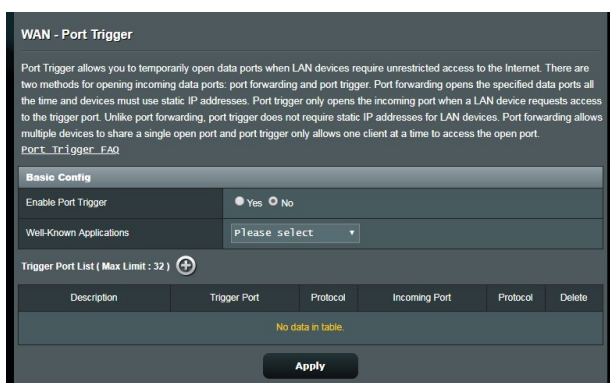 WAN - Port Trigger
Port Trigger allows you to temporarily open data ports when LAN devices require unrestricted access to the Internet. There are
two methods for opening incoming data ports: port forwarding and port trigger. Port forwarding opens the specified data ports all
the time and devices must use static IP addresses. Port trigger only opens the incoming port when a LAN device requests access
to the trigger port. Unlike port forwarding, port trigger does not require static IP addresses for LAN devices. Port forwarding allows
multiple devices to share a single open port and port trigger only allows one client at a time to access the open port.
Port Trigger FAQ
Basic Config
Enable Port Trigger Yes No
Well-Known Applications Please select
Trigger Port List ( Max Limit : 32 )
Description Trigger Port Protocol Incoming Port Protocol Delete
No data in table.
Apply